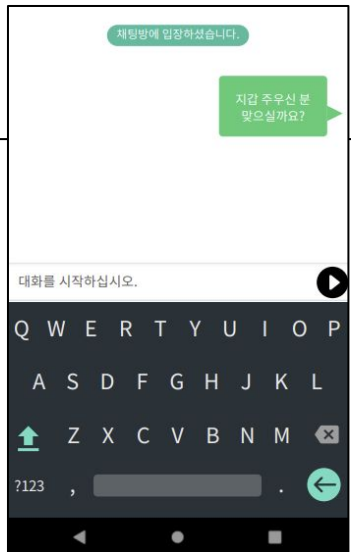 채팅방에 입장하셨습니다.
지갑 주우신 분
맞으실까요?
대화를 시작하십시오.
Q W E R T Y U I O P
A S D F G H J K L
Z X C V B N M
?123 , .